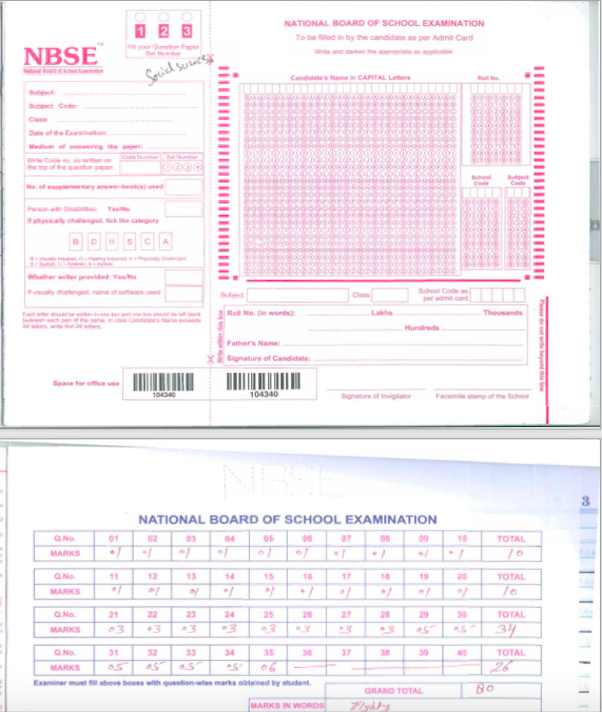 1 2 3
Fill your Question Paper
Set Number
NBSE™
National Board of School Examination
Social science
NATIONAL BOARD OF SCHOOL EXAMINATION
To be filled in by the candidate as per Admit Card
Write and darken the appropriate as applicable
Candidate's Name in CAPITAL Letters
Roll No.
School Code
Subject Code
Subject:
Subject Code:
Class:
Date of the Examination:
Medium of answering the paper:
Write Code no. as written on
the top of the question paper:
Code Number Set Number
1 2 3 4
No. of supplementary answer-book(s) used
Person with Disabilities: Yes/No
If physically challenged, tick the category
B D H S C A
B = Visually Impaired, D = Hearing Impaired, H = Physically Challenged
S = Spastic, C = Dyslexic, A = Autistic
Whether writer provided: Yes/No
If visually challenged, name of software used:
Each letter should be written in one box and one box should be left blank
between each part of the name. In case Candidate's Name exceeds
24 letters, write first 24 letters.
Subject Class School Code as
per admit card
Write within this box
Roll No. (in words): Lakhs Thousands
Hundreds
Father's Name:
Signature of Candidate:
Please do not write beyond this line
Space for office use
104340
104340
Signature of Invigilator Facsimile stamp of the School
NBSE
3
NATIONAL BOARD OF SCHOOL EXAMINATION
Q.No. 01 02 03 04 05 06 07 08 09 10 TOTAL
MARKS 01 01 01 01 01 01 01 01 01 01 10
Q.No. 11 12 13 14 15 16 17 18 19 20 TOTAL
MARKS 01 01 01 01 01 01 01 01 01 01 10
Q.No. 21 22 23 24 25 26 27 28 29 30 TOTAL
MARKS 03 03 03 03 03 03 03 03 05 05 34
Q.No. 31 32 33 34 35 36 37 38 39 40 TOTAL
MARKS 05 05 05 05 06 26
Examiner must fill above boxes with question-wise marks obtained by student.
GRAND TOTAL 80
MARKS IN WORDS